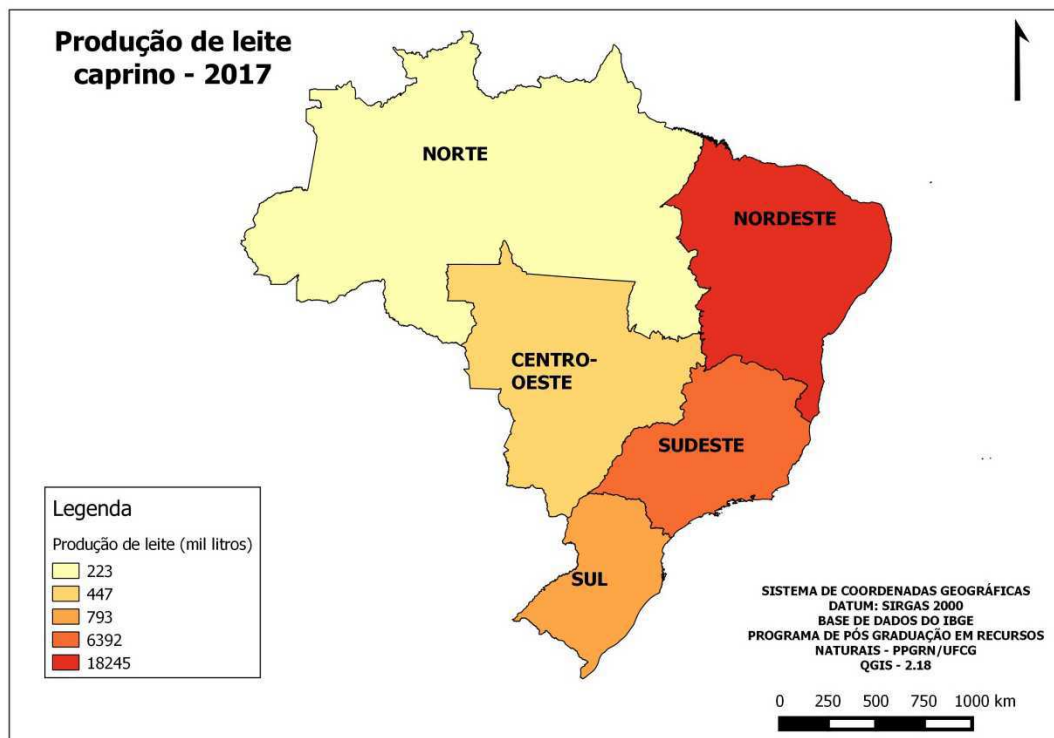 Produção de leite
caprino - 2017
NORTE
NORDESTE
CENTRO-
OESTE
SUDESTE
SUL
Legenda
Produção de leite (mil litros)
223
447
793
6392
18245
SISTEMA DE COORDENADAS GEOGRÁFICAS
DATUM: SIRGAS 2000
BASE DE DADOS DO IBGE
PROGRAMA DE PÓS GRADUAÇÃO EM RECURSOS
NATURAIS - PPGRN/UFCG
QGIS - 2.18
0 250 500 750 1000 km